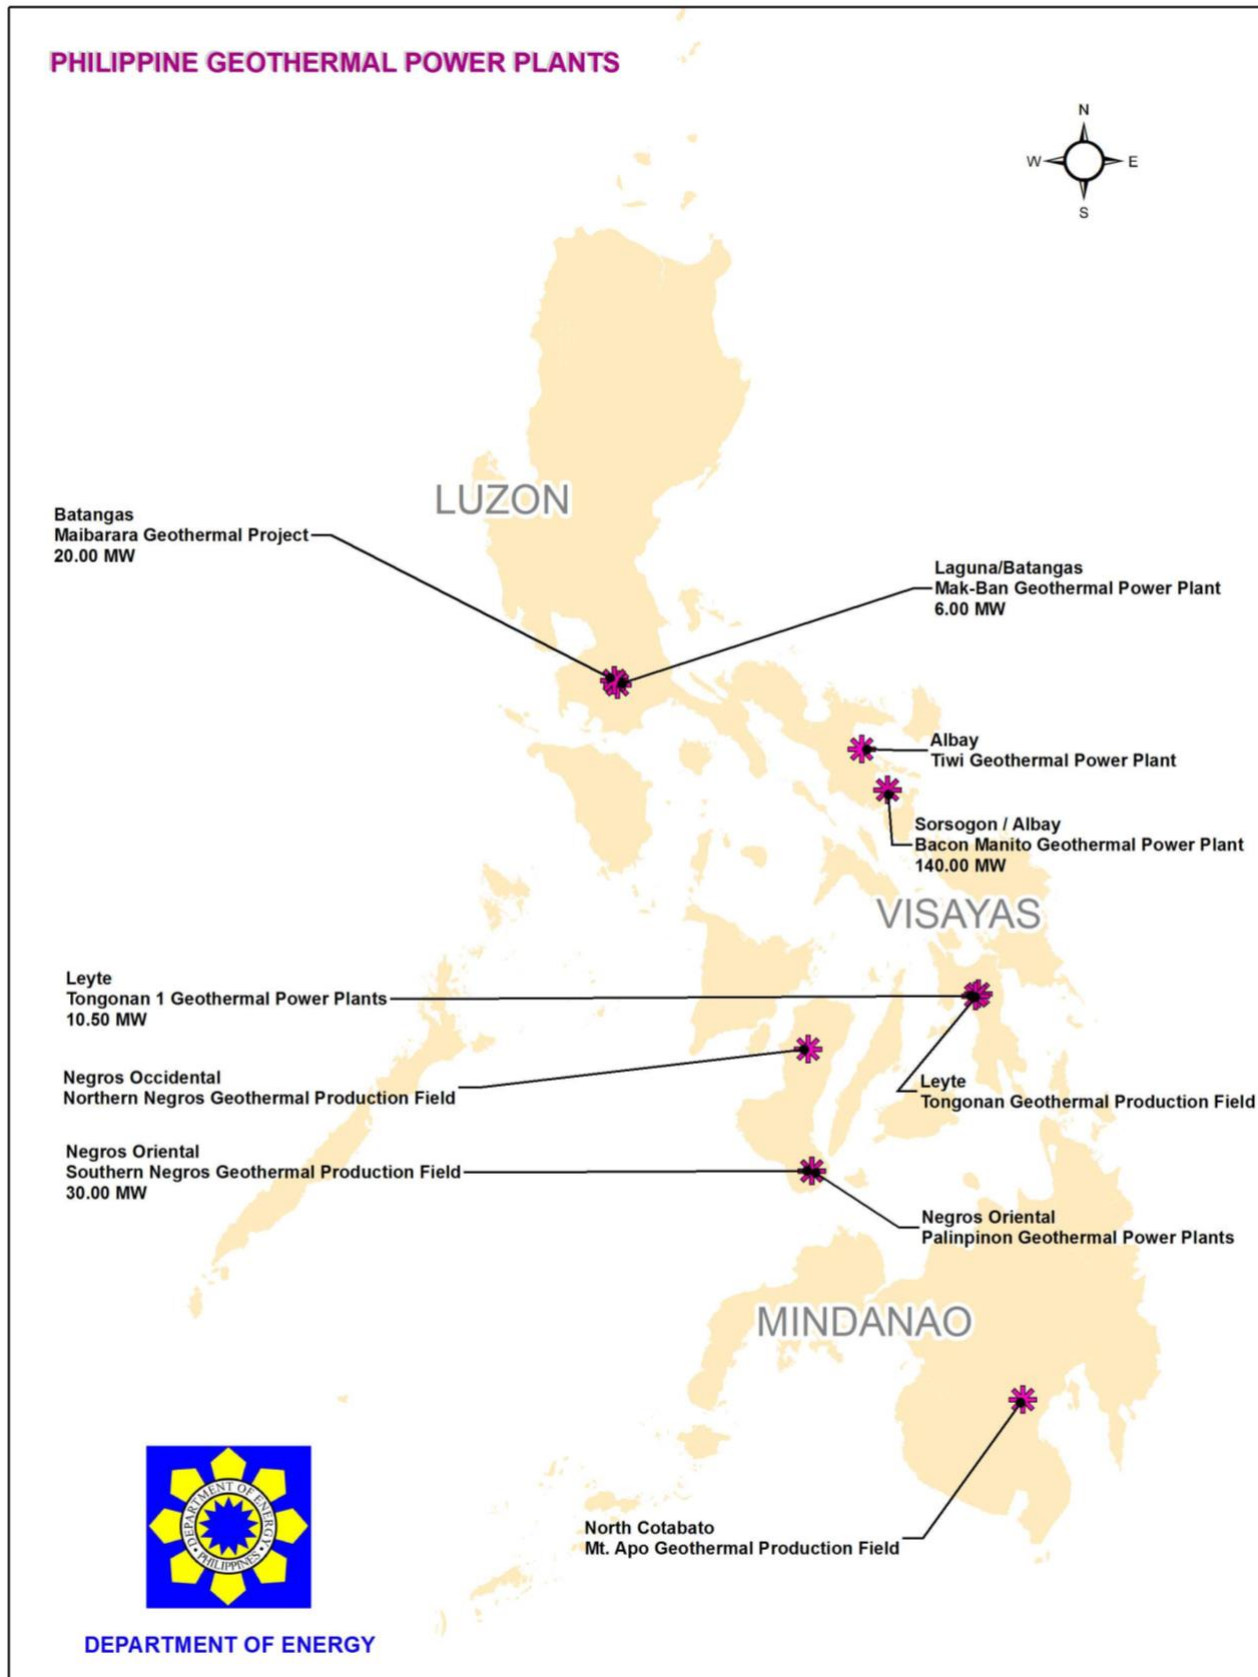 PHILIPPINE GEOTHERMAL POWER PLANTS
N
W
E
S
LUZON
Batangas
Maibarara Geothermal Project
20.00 MW
Laguna/Batangas
Mak-Ban Geothermal Power Plant
6.00 MW
Albay
Tiwi Geothermal Power Plant
Sorsogon / Albay
Bacon Manito Geothermal Power Plant
140.00 MW
VISAYAS
Leyte
Tongonan 1 Geothermal Power Plants
10.50 MW
Negros Occidental
Northern Negros Geothermal Production Field
Leyte
Tongonan Geothermal Production Field
Negros Oriental
Southern Negros Geothermal Production Field
30.00 MW
Negros Oriental
Palinpinon Geothermal Power Plants
MINDANAO
North Cotabato
Mt. Apo Geothermal Production Field
DEPARTMENT OF ENERGY
PHILIPPINES
DEPARTMENT OF ENERGY